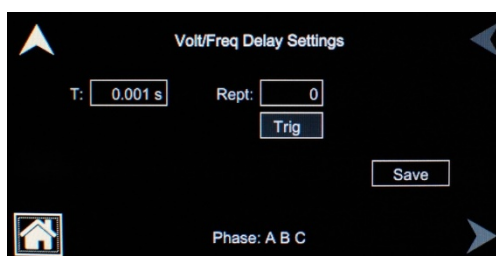 Volt/Freq Delay Settings
T: 0.001 s Rept: 0
Trig
Save
Phase: A B C